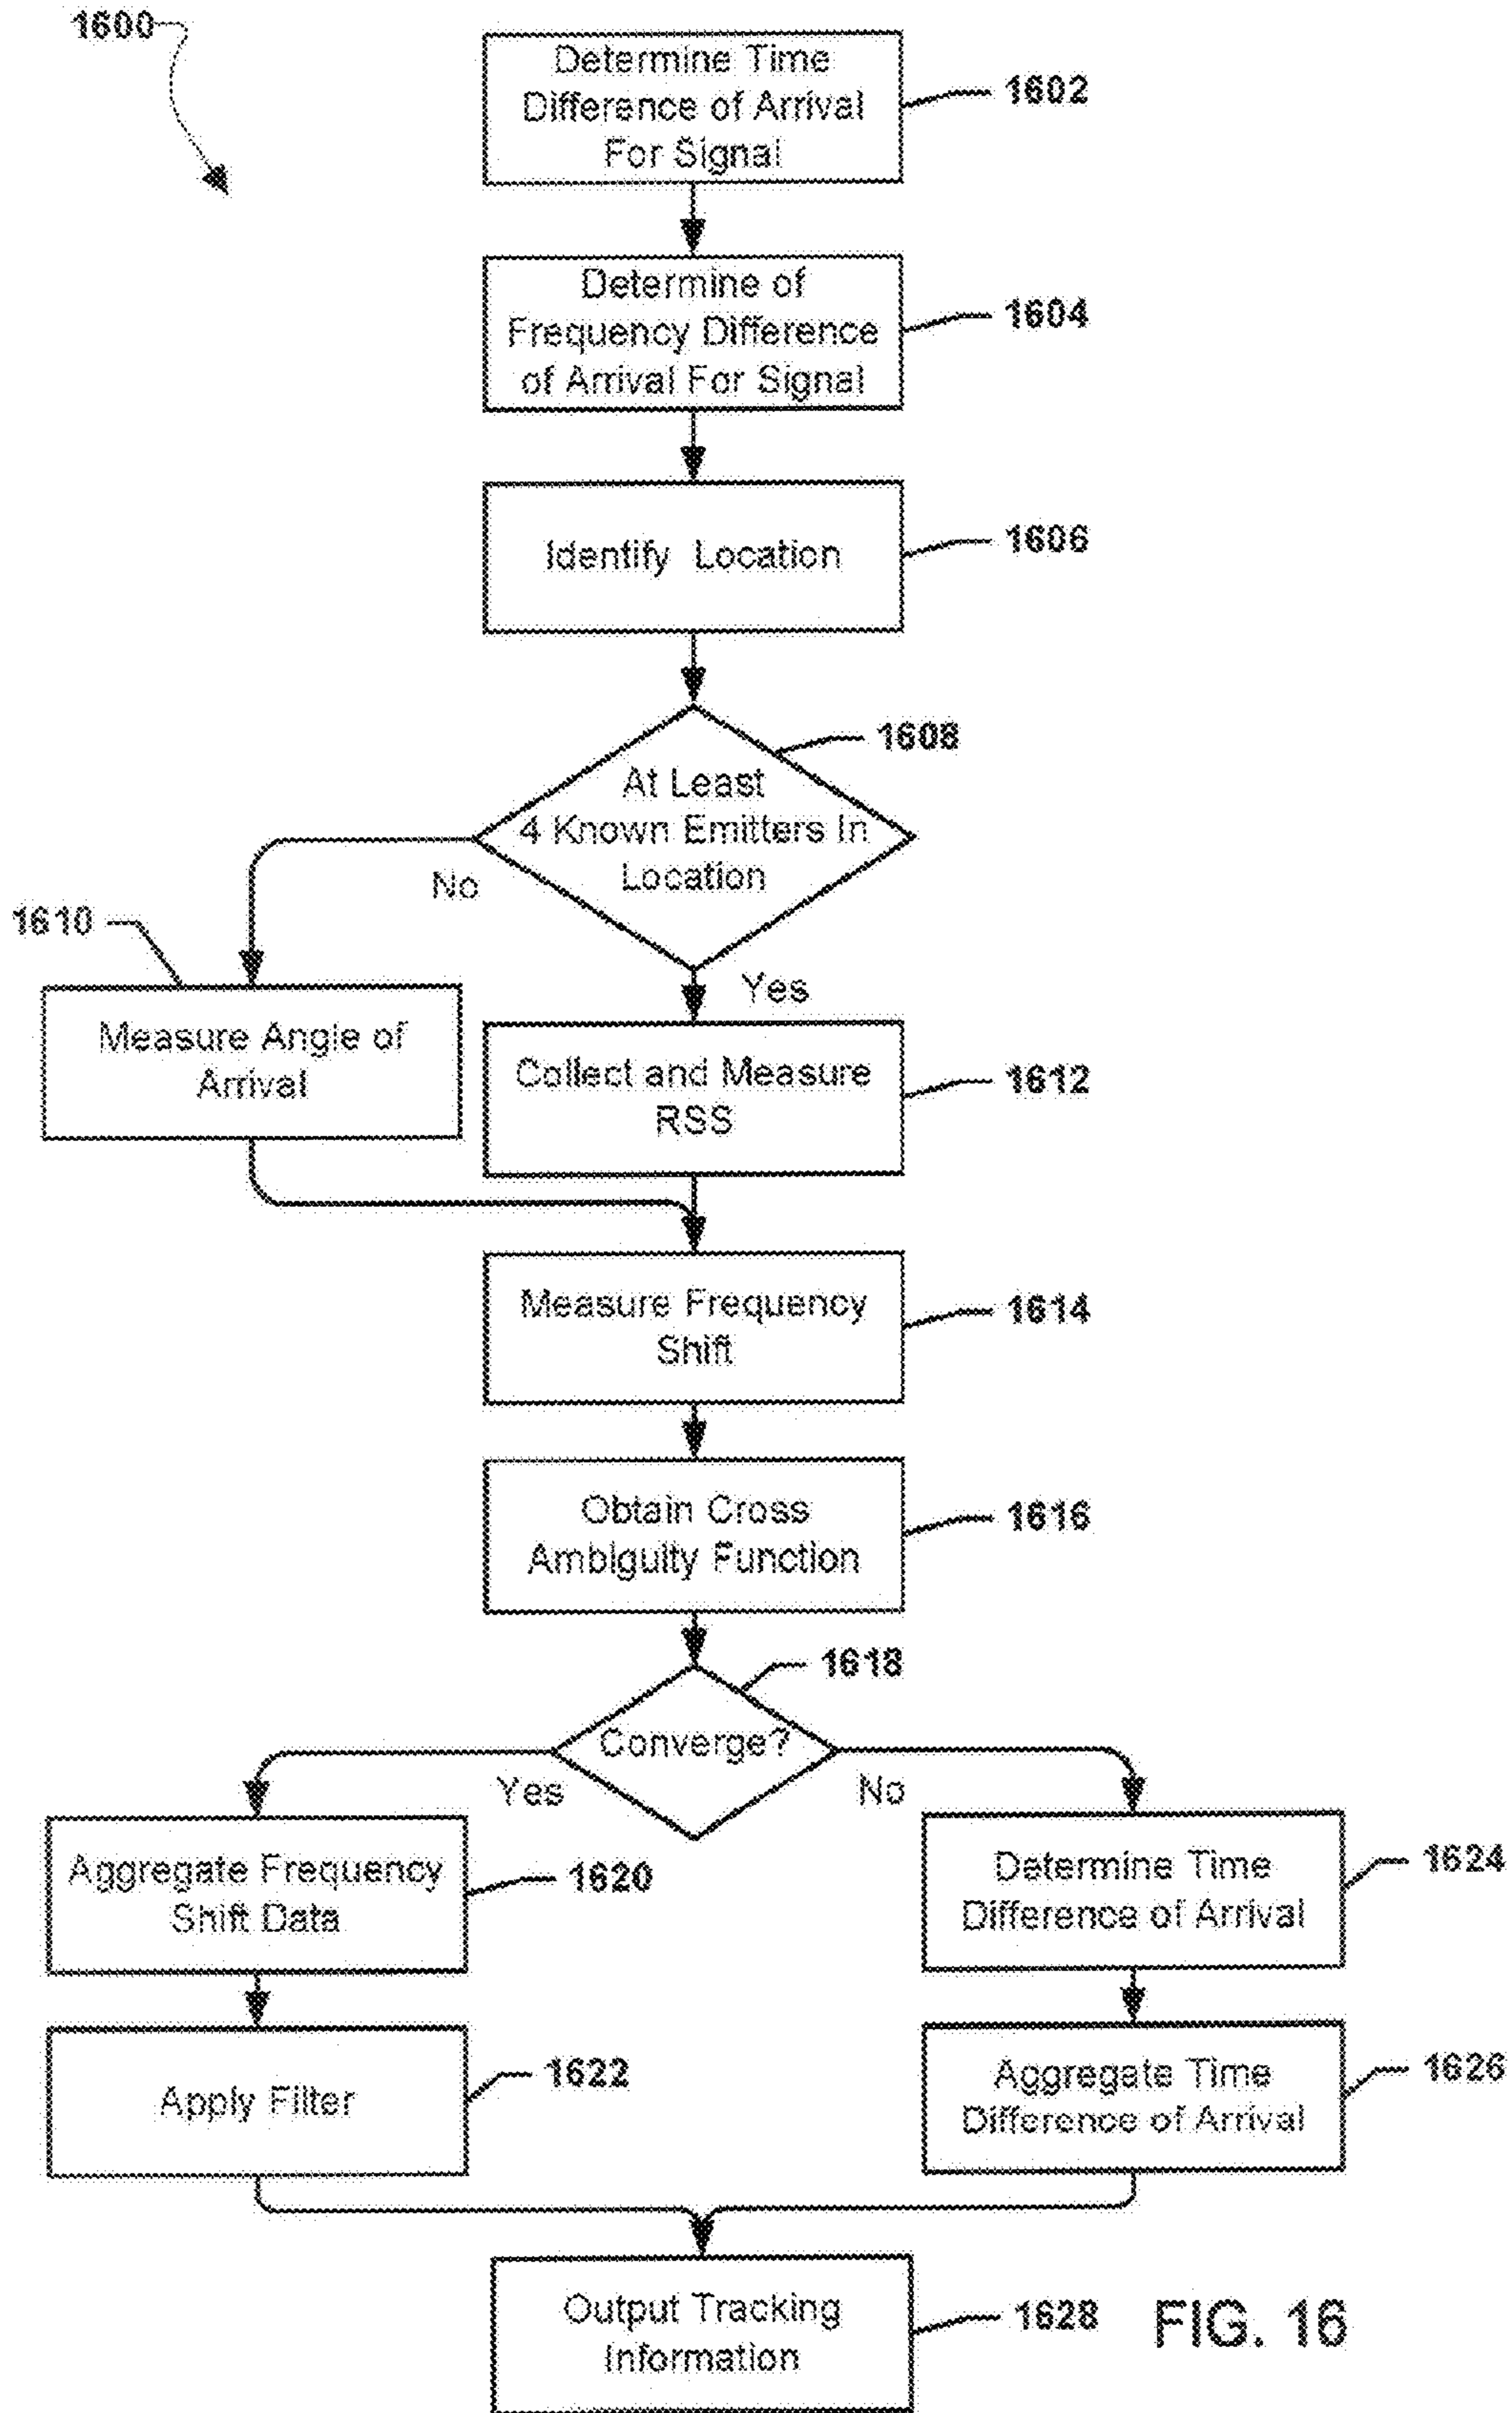 1600
Determine Time
Difference of Arrival
For Signal
1602
Determine of
Frequency Difference
of Arrival For Signal
1604
Identify Location
1606
1608
At Least
4 Known Emitters In
Location
No
Yes
1610
Measure Angle of
Arrival
Collect and Measure
RSS
1612
Measure Frequency
Shift
1614
Obtain Cross
Ambiguity Function
1616
1618
Converge?
Yes
No
Aggregate Frequency
Shift Data
1620
Determine Time
Difference of Arrival
1624
Apply Filter
1622
Aggregate Time
Difference of Arrival
1626
Output Tracking
Information
1628
FIG. 16